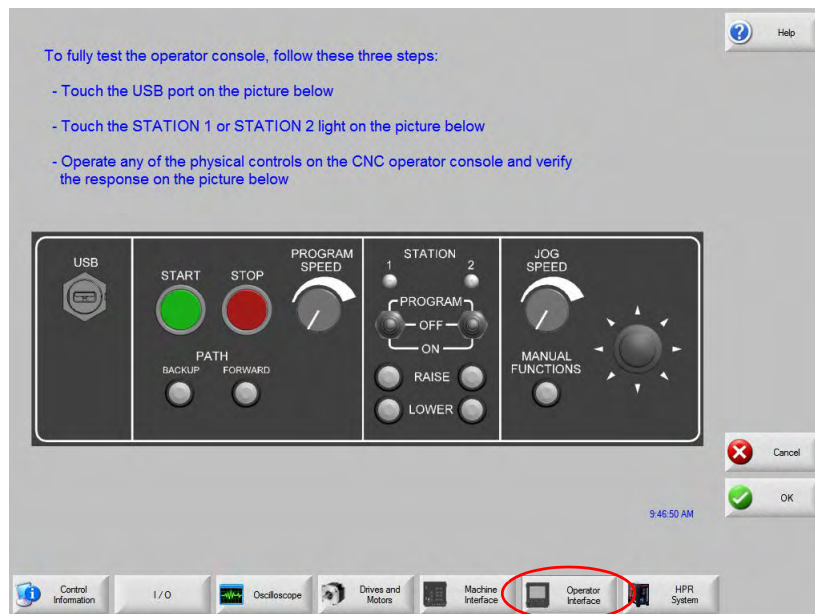 Help
To fully test the operator console, follow these three steps:
- Touch the USB port on the picture below
- Touch the STATION 1 or STATION 2 light on the picture below
- Operate any of the physical controls on the CNC operator console and verify
the response on the picture below
USB
START
STOP
PROGRAM
SPEED
PATH
BACKUP
FORWARD
STATION
1
2
PROGRAM
OFF
ON
RAISE
LOWER
JOG
SPEED
MANUAL
FUNCTIONS
Cancel
OK
9:46:50 AM
Control
Information
I / O
Oscilloscope
Drives and
Motors
Machine
Interface
Operator
Interface
HPR
System